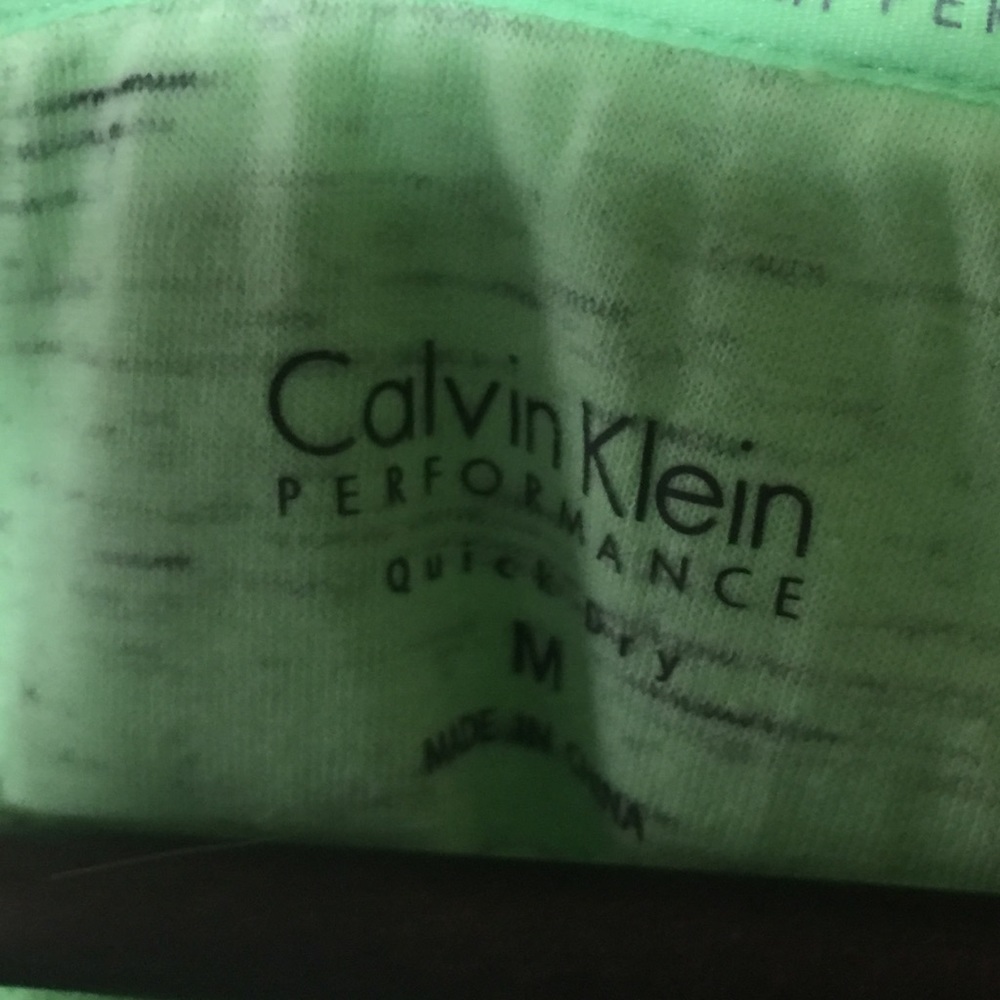 Calvin Klein
PERFORMANCE
Quick Dry
M
MADE IN CHINA